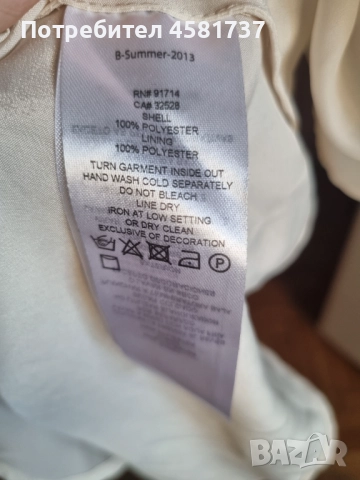 Потребител 4581737
B-Summer-2013
RN# 91714
CA# 32528
SHELL
100% POLYESTER
LINING
100% POLYESTER
TURN GARMENT INSIDE OUT
HAND WASH COLD SEPARATELY
DO NOT BLEACH
LINE DRY
IRON AT LOW SETTING
OR DRY CLEAN
EXCLUSIVE OF DECORATION
P
BAZAR